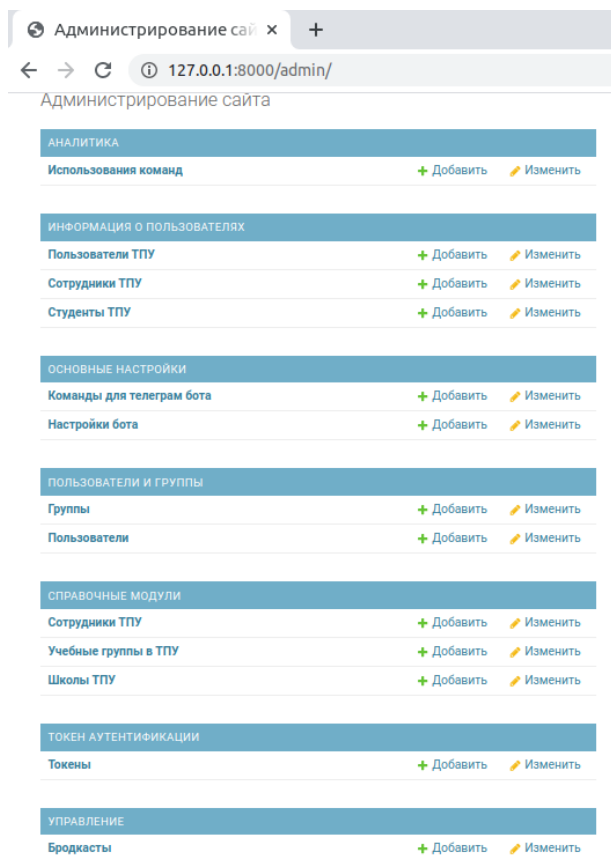 Администрирование сай
127.0.0.1:8000/admin/
Администрирование сайта
АНАЛИТИКА
Использования команд Добавить Изменить
ИНФОРМАЦИЯ О ПОЛЬЗОВАТЕЛЯХ
Пользователи ТПУ Добавить Изменить
Сотрудники ТПУ Добавить Изменить
Студенты ТПУ Добавить Изменить
ОСНОВНЫЕ НАСТРОЙКИ
Команды для телеграм бота Добавить Изменить
Настройки бота Добавить Изменить
ПОЛЬЗОВАТЕЛИ И ГРУППЫ
Группы Добавить Изменить
Пользователи Добавить Изменить
СПРАВОЧНЫЕ МОДУЛИ
Сотрудники ТПУ Добавить Изменить
Учебные группы в ТПУ Добавить Изменить
Школы ТПУ Добавить Изменить
ТОКЕН АУТЕНТИФИКАЦИИ
Токены Добавить Изменить
УПРАВЛЕНИЕ
Бродкасты Добавить Изменить